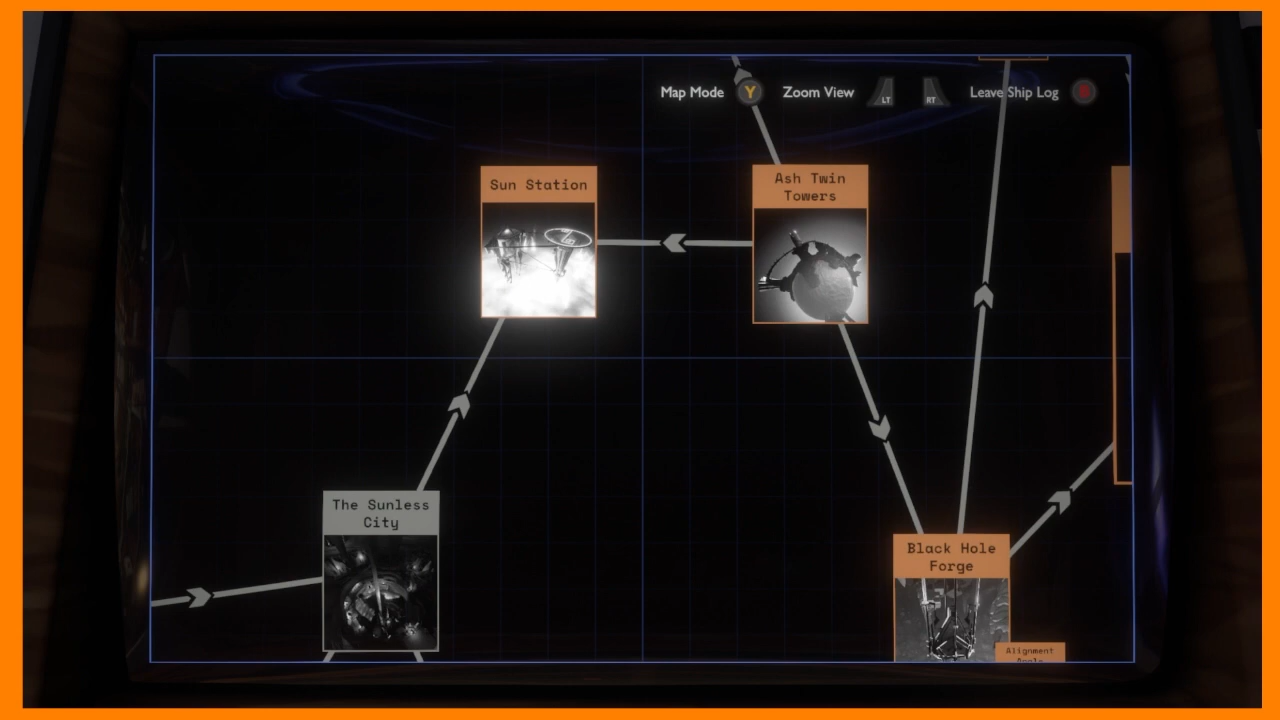 Map Mode Y Zoom View LT RT Leave Ship Log B
Sun Station
Ash Twin
Towers
The Sunless
City
Black Hole
Forge
Alignment
Angle